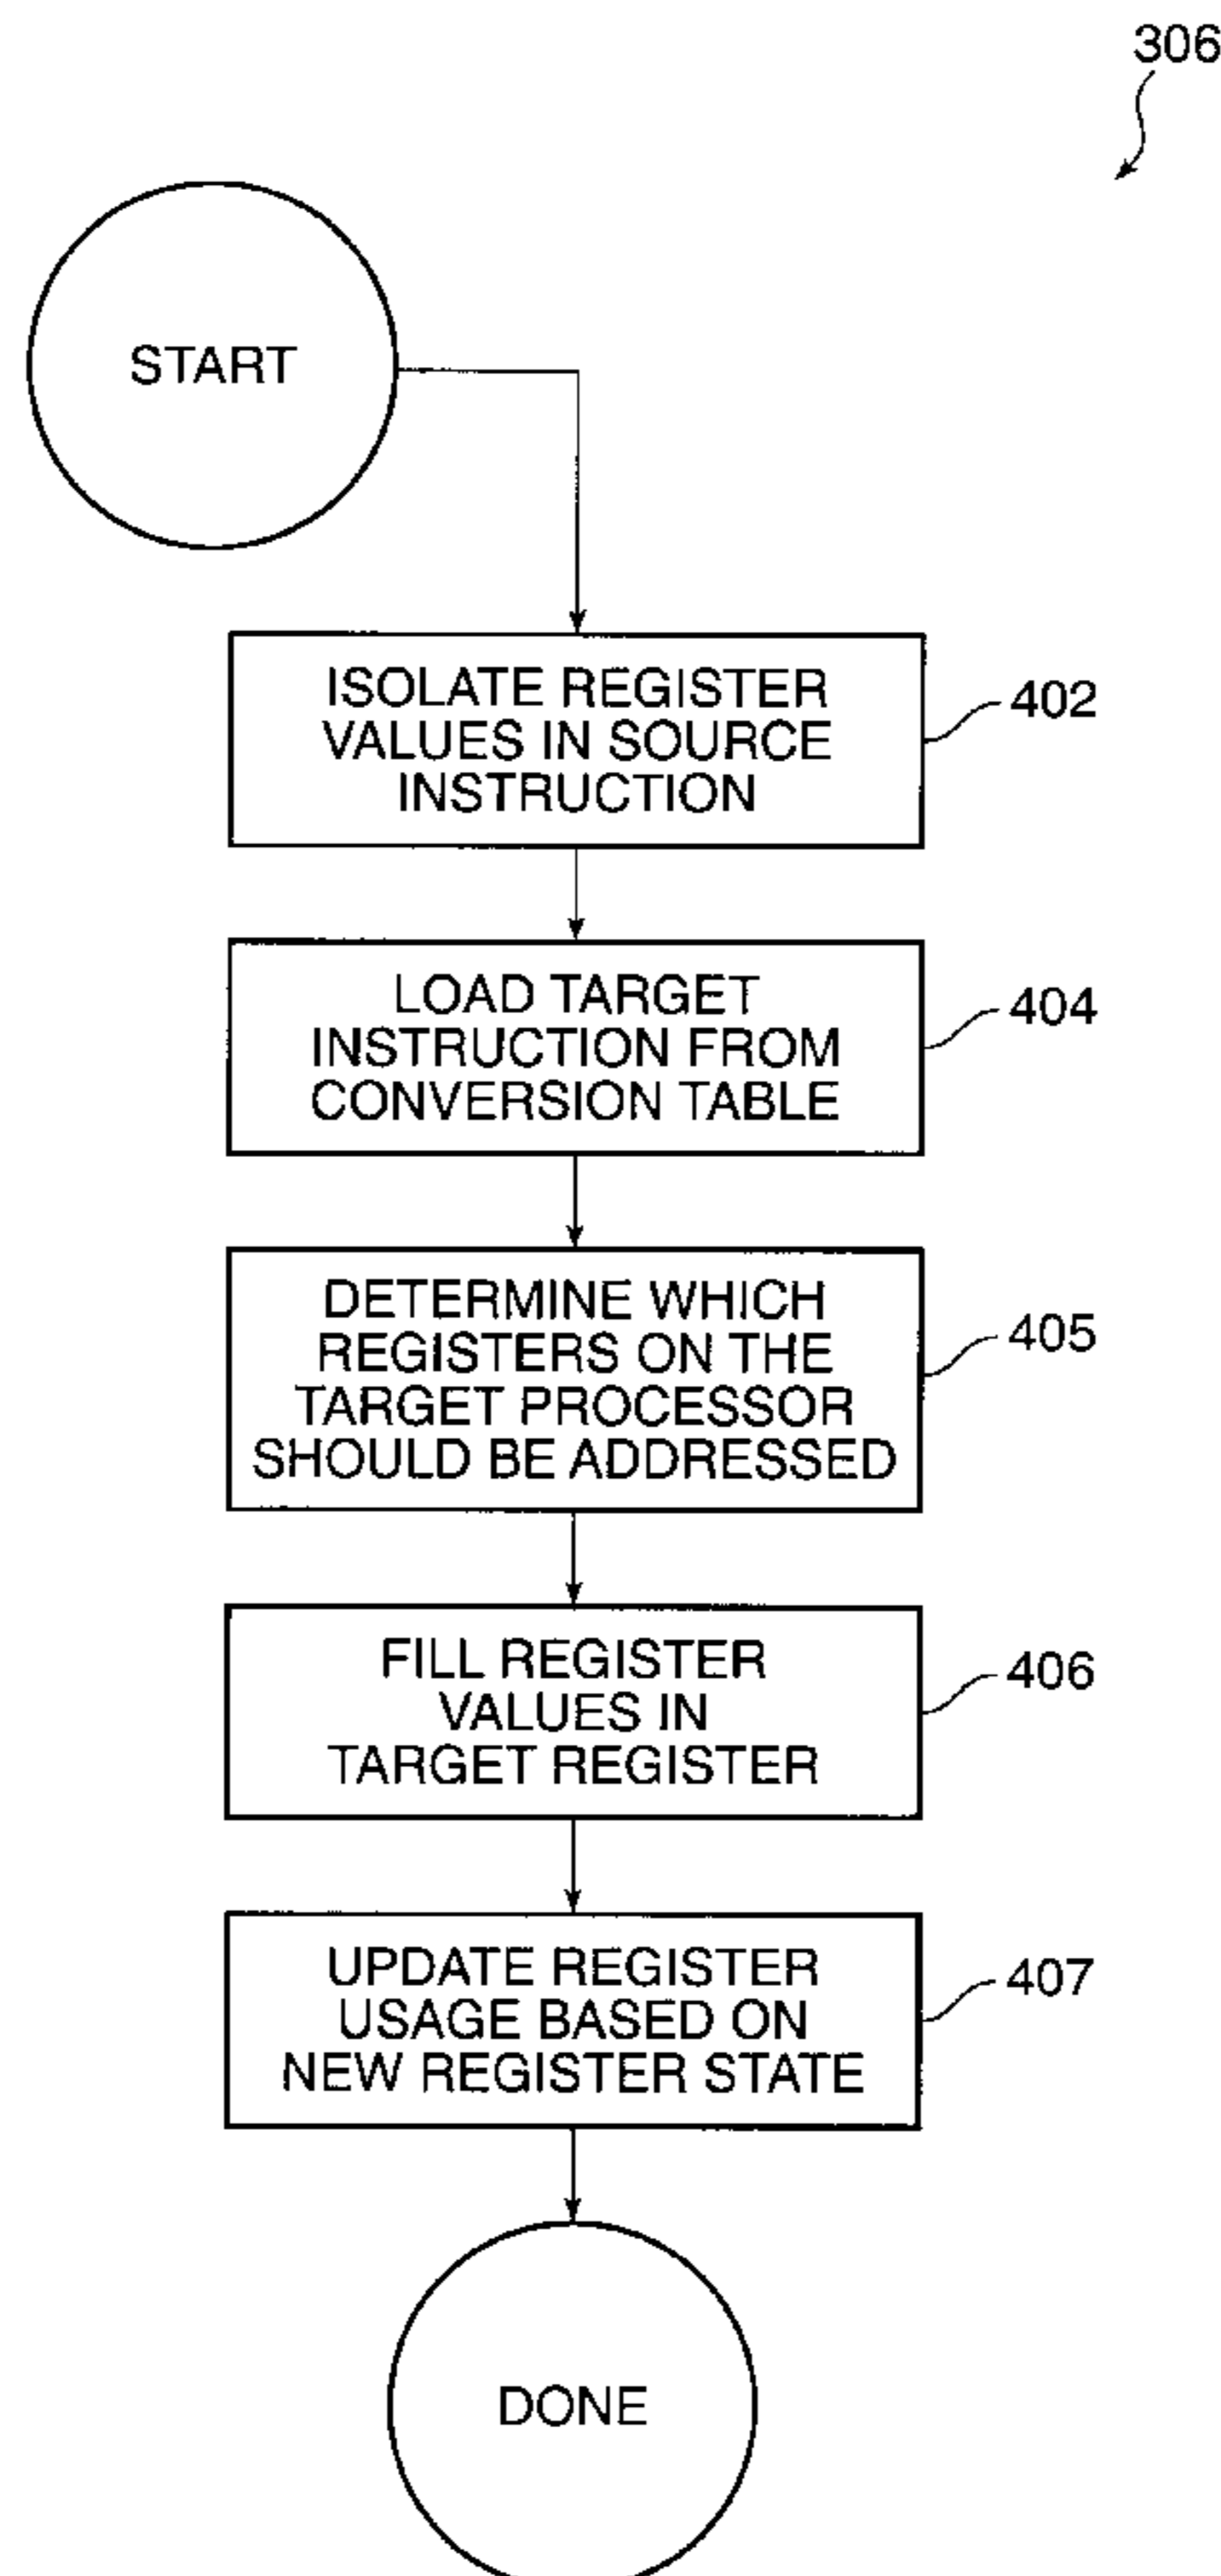 306
START
ISOLATE REGISTER
VALUES IN SOURCE
INSTRUCTION
402
LOAD TARGET
INSTRUCTION FROM
CONVERSION TABLE
404
DETERMINE WHICH
REGISTERS ON THE
TARGET PROCESSOR
SHOULD BE ADDRESSED
405
FILL REGISTER
VALUES IN
TARGET REGISTER
406
UPDATE REGISTER
USAGE BASED ON
NEW REGISTER STATE
407
DONE